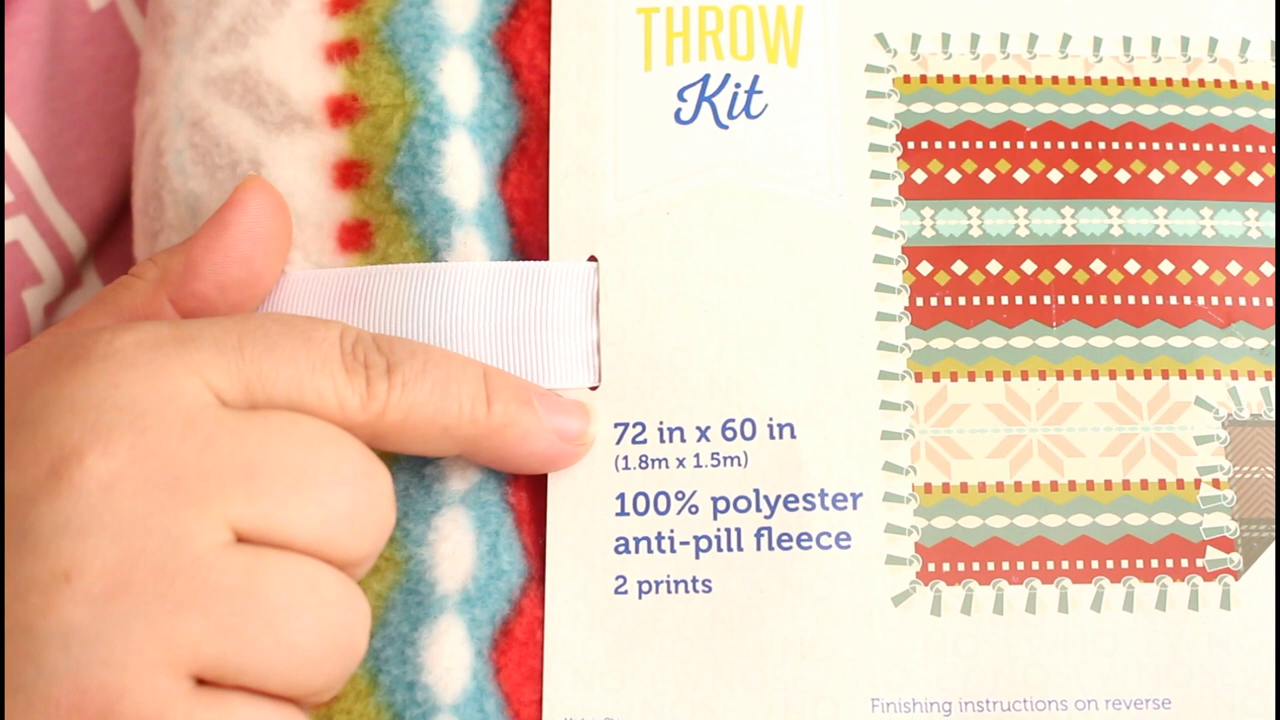 THROW
Kit
72 in x 60 in
(1.8m x 1.5m)
100% polyester
anti-pill fleece
2 prints
Finishing instructions on reverse